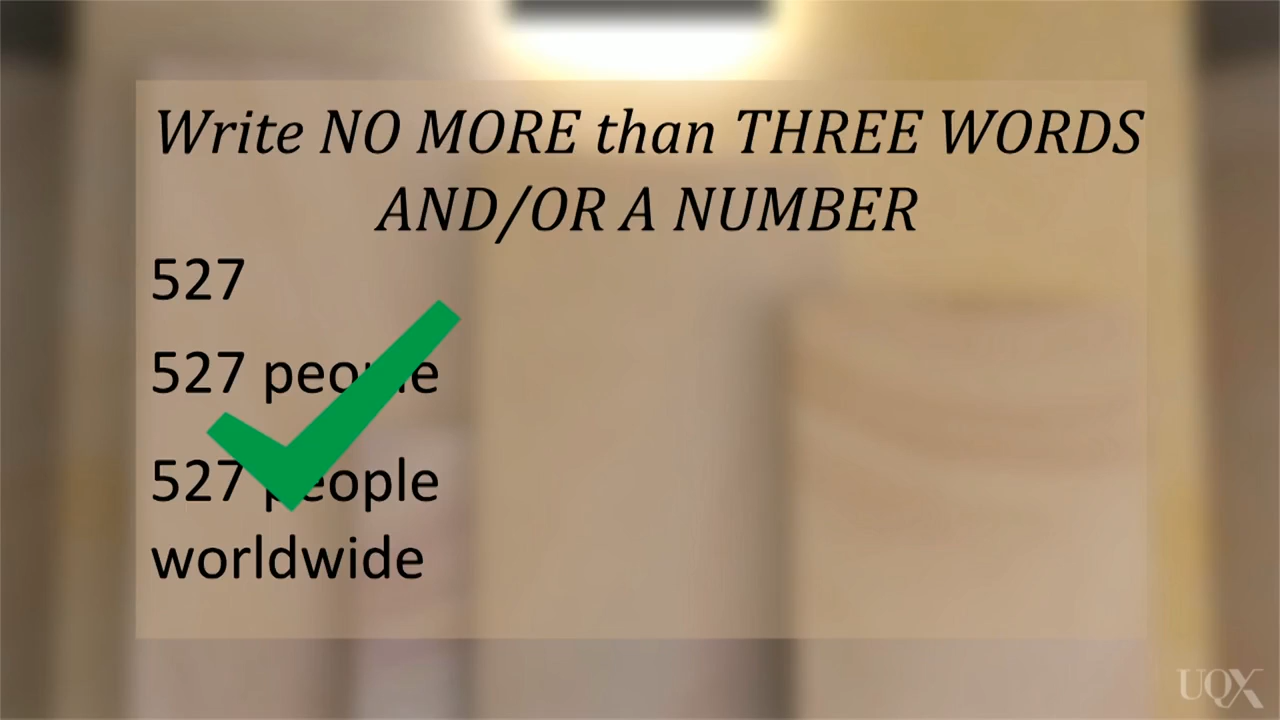 Write NO MORE than THREE WORDS
AND/OR A NUMBER
527
527 people
527 people
worldwide
UQX